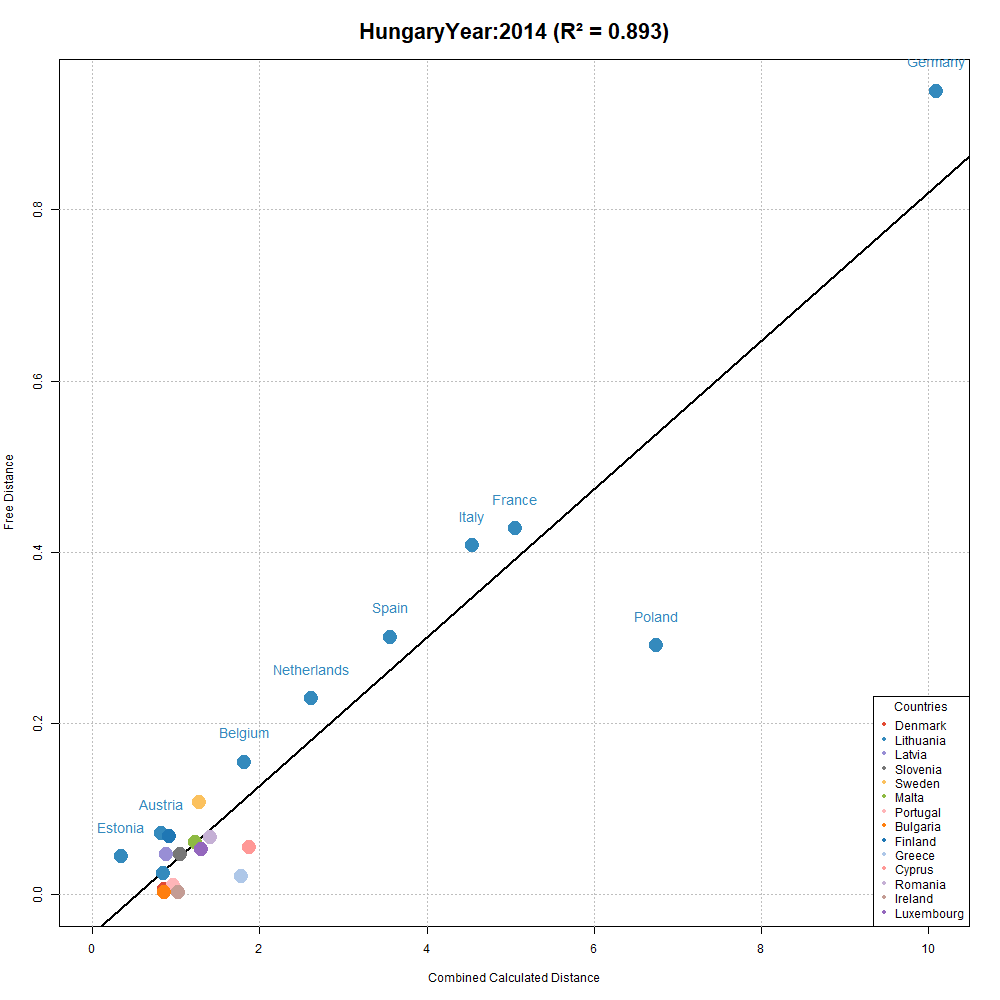 HungaryYear:2014 (R² = 0.893)
Germany
0.8
0.6
France
Italy
0.4
Free Distance
Spain
Poland
Netherlands
0.2
Belgium
Austria
Estonia
0.0
Countries
Denmark
Lithuania
Latvia
Slovenia
Sweden
Malta
Portugal
Bulgaria
Finland
Greece
Cyprus
Romania
Ireland
Luxembourg
0 2 4 6 8 10
Combined Calculated Distance